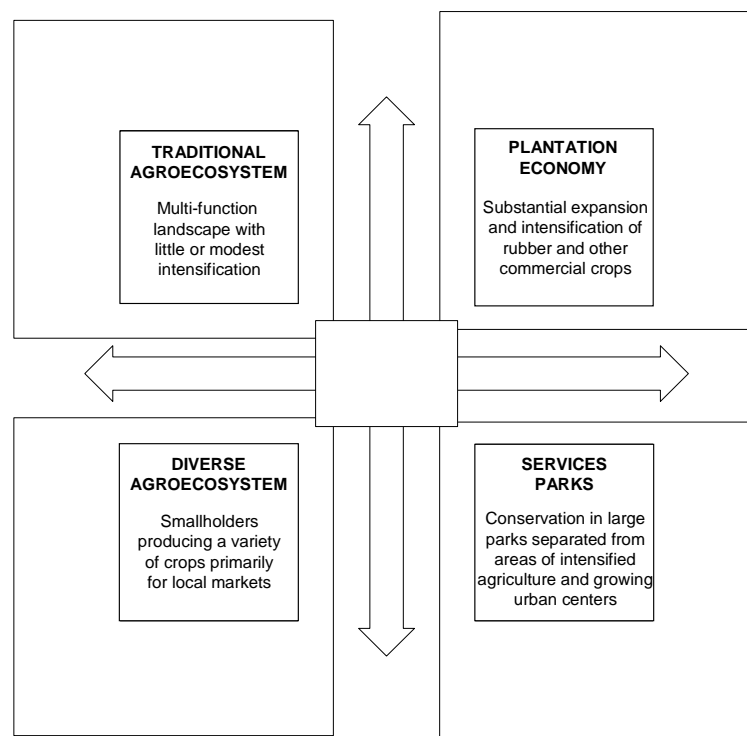 TRADITIONAL
AGROECOSYSTEM
Multi-function
landscape with
little or modest
intensification
PLANTATION
ECONOMY
Substantial expansion
and intensification of
rubber and other
commercial crops
DIVERSE
AGROECOSYSTEM
Smallholders
producing a variety
of crops primarily
for local markets
SERVICES
PARKS
Conservation in large
parks separated from
areas of intensified
agriculture and growing
urban centers